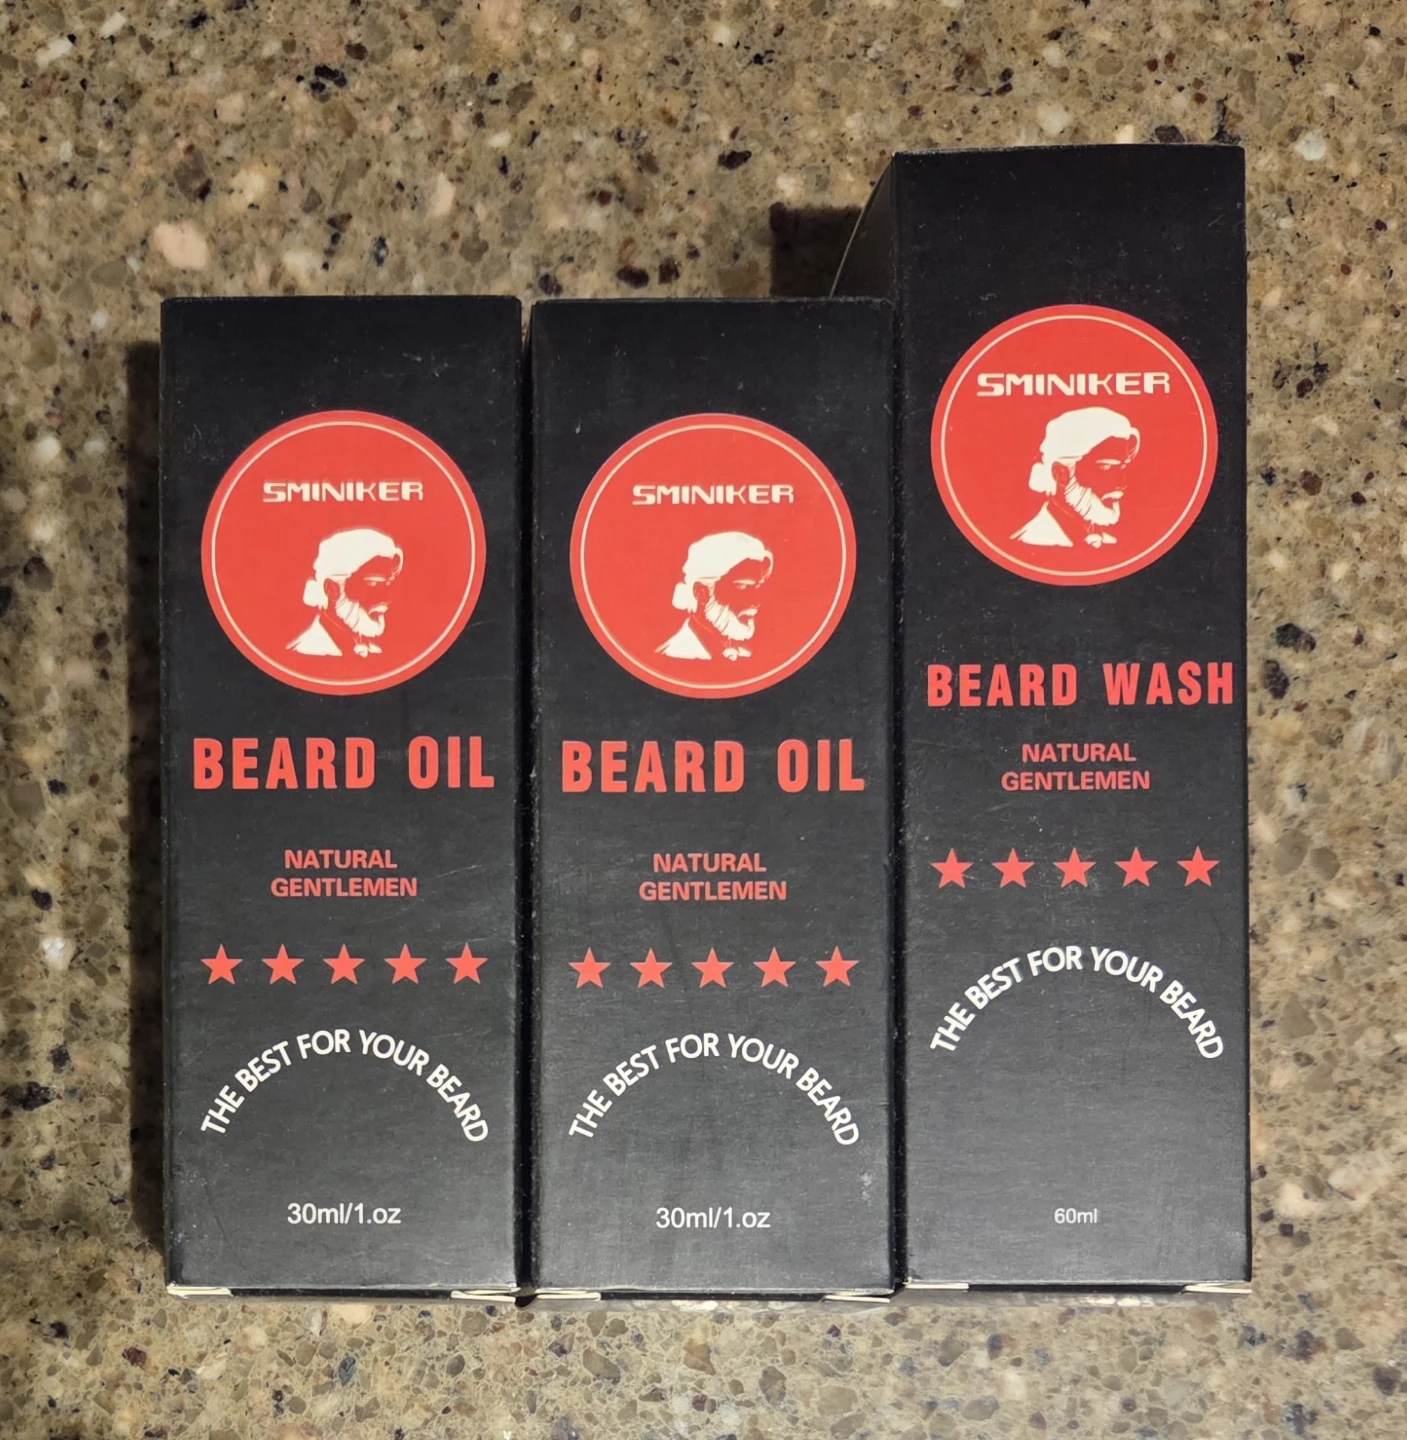 SMINIKER
BEARD OIL
NATURAL
GENTLEMEN
THE BEST FOR YOUR BEARD
30ml/1.oz
SMINIKER
BEARD OIL
NATURAL
GENTLEMEN
THE BEST FOR YOUR BEARD
30ml/1.oz
SMINIKER
BEARD WASH
NATURAL
GENTLEMEN
THE BEST FOR YOUR BEARD
60ml